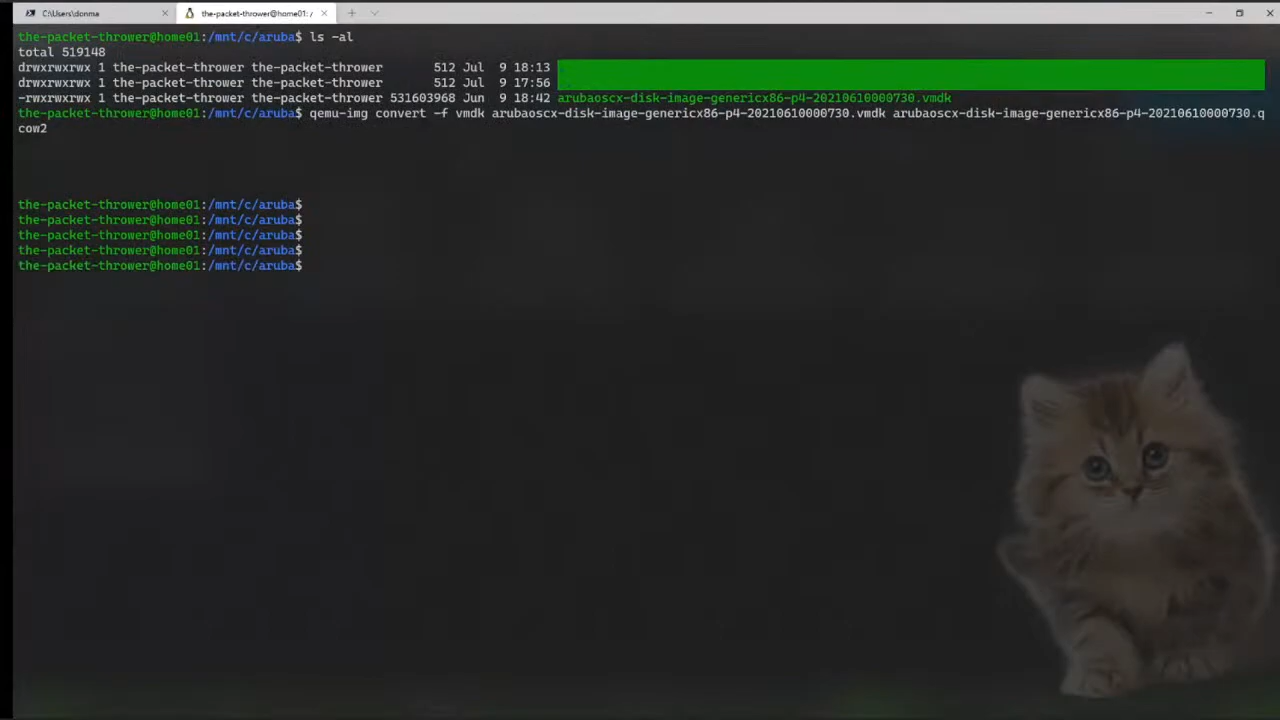 C:\Users\donma
the-packet-thrower@home01: /
the-packet-thrower@home01:/mnt/c/aruba$ ls -al
total 519148
drwxrwxrwx 1 the-packet-thrower the-packet-thrower 512 Jul 9 18:13
drwxrwxrwx 1 the-packet-thrower the-packet-thrower 512 Jul 9 17:56
-rwxrwxrwx 1 the-packet-thrower the-packet-thrower 531603968 Jun 9 18:42 arubaoscx-disk-image-genericx86-p4-20210610000730.vmdk
the-packet-thrower@home01:/mnt/c/aruba$ qemu-img convert -f vmdk arubaoscx-disk-image-genericx86-p4-20210610000730.vmdk arubaoscx-disk-image-genericx86-p4-20210610000730.q
cow2
the-packet-thrower@home01:/mnt/c/aruba$
the-packet-thrower@home01:/mnt/c/aruba$
the-packet-thrower@home01:/mnt/c/aruba$
the-packet-thrower@home01:/mnt/c/aruba$
the-packet-thrower@home01:/mnt/c/aruba$